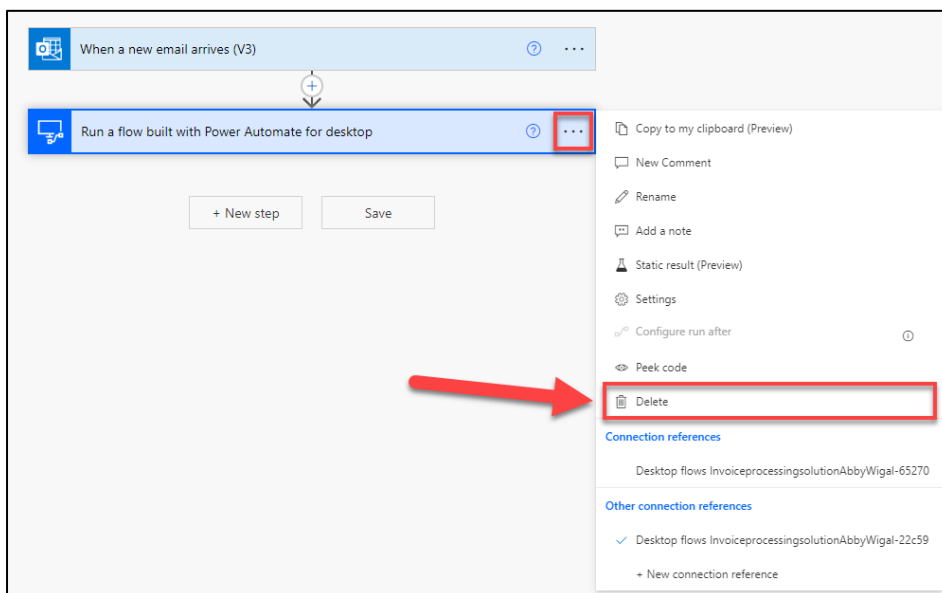 When a new email arrives (V3)
Run a flow built with Power Automate for desktop
+ New step
Save
Copy to my clipboard (Preview)
New Comment
Rename
Add a note
Static result (Preview)
Settings
Configure run after
Peek code
Delete
Connection references
Desktop flows InvoiceprocessingsolutionAbbyWigal-65270
Other connection references
Desktop flows InvoiceprocessingsolutionAbbyWigal-22c59
+ New connection reference